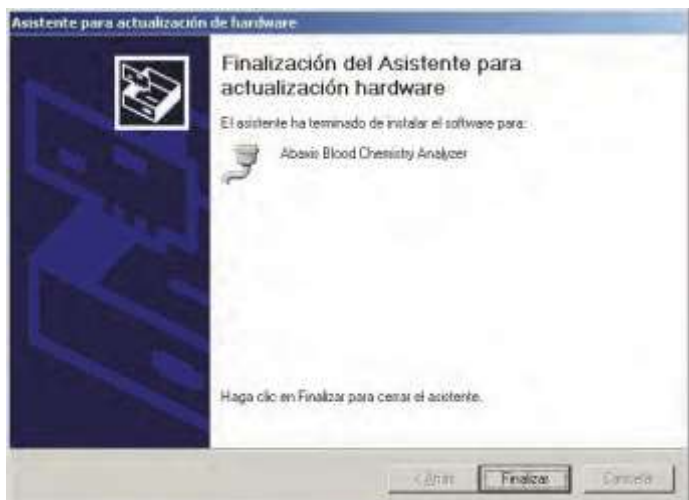 Asistente para actualización de hardware
Finalización del Asistente para
actualización hardware
El asistente ha terminado de instalar el software para:
Abaxis Blood Chemistry Analyzer
Haga clic en Finalizar para cerrar el asistente.
< Atrás Finalizar Cancelar